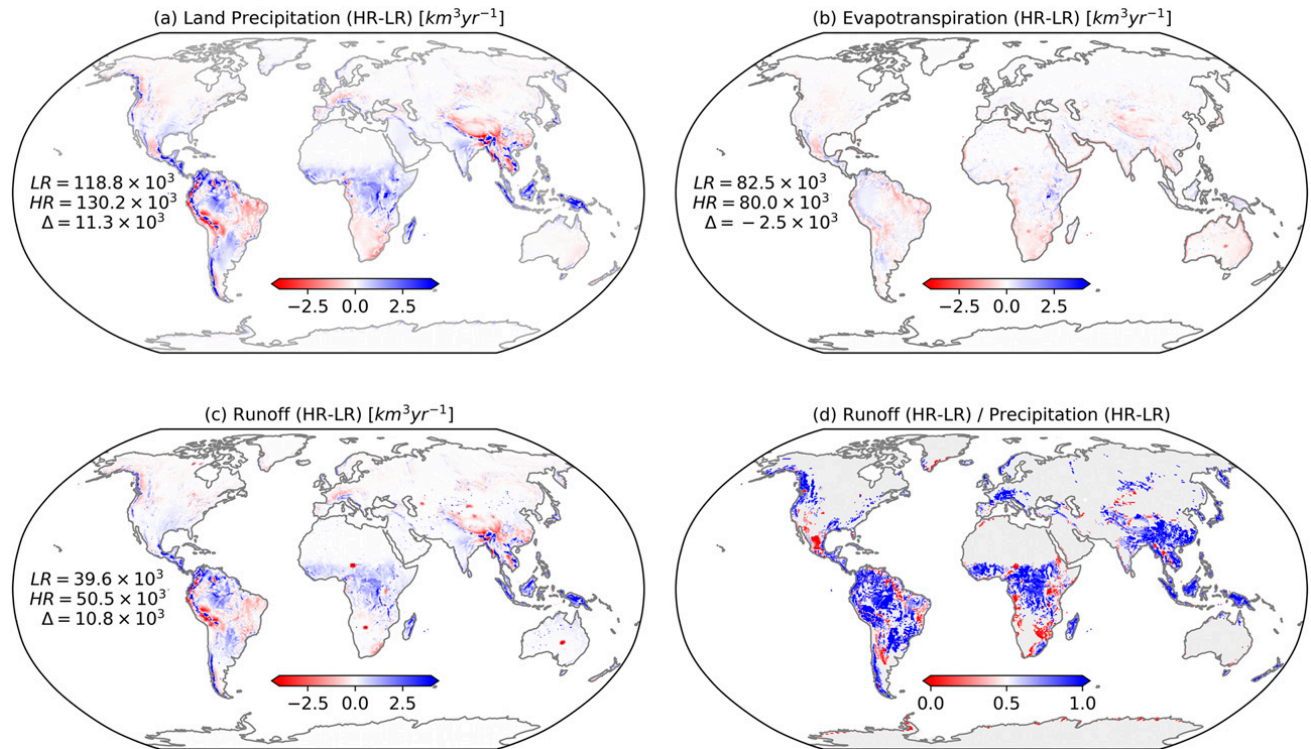 (a) Land Precipitation (HR-LR) [km³yr⁻¹]
LR = 118.8 × 10³
HR = 130.2 × 10³
Δ = 11.3 × 10³
−2.5 0.0 2.5
(b) Evapotranspiration (HR-LR) [km³yr⁻¹]
LR = 82.5 × 10³
HR = 80.0 × 10³
Δ = −2.5 × 10³
−2.5 0.0 2.5
(c) Runoff (HR-LR) [km³yr⁻¹]
LR = 39.6 × 10³
HR = 50.5 × 10³
Δ = 10.8 × 10³
−2.5 0.0 2.5
(d) Runoff (HR-LR) / Precipitation (HR-LR)
0.0 0.5 1.0